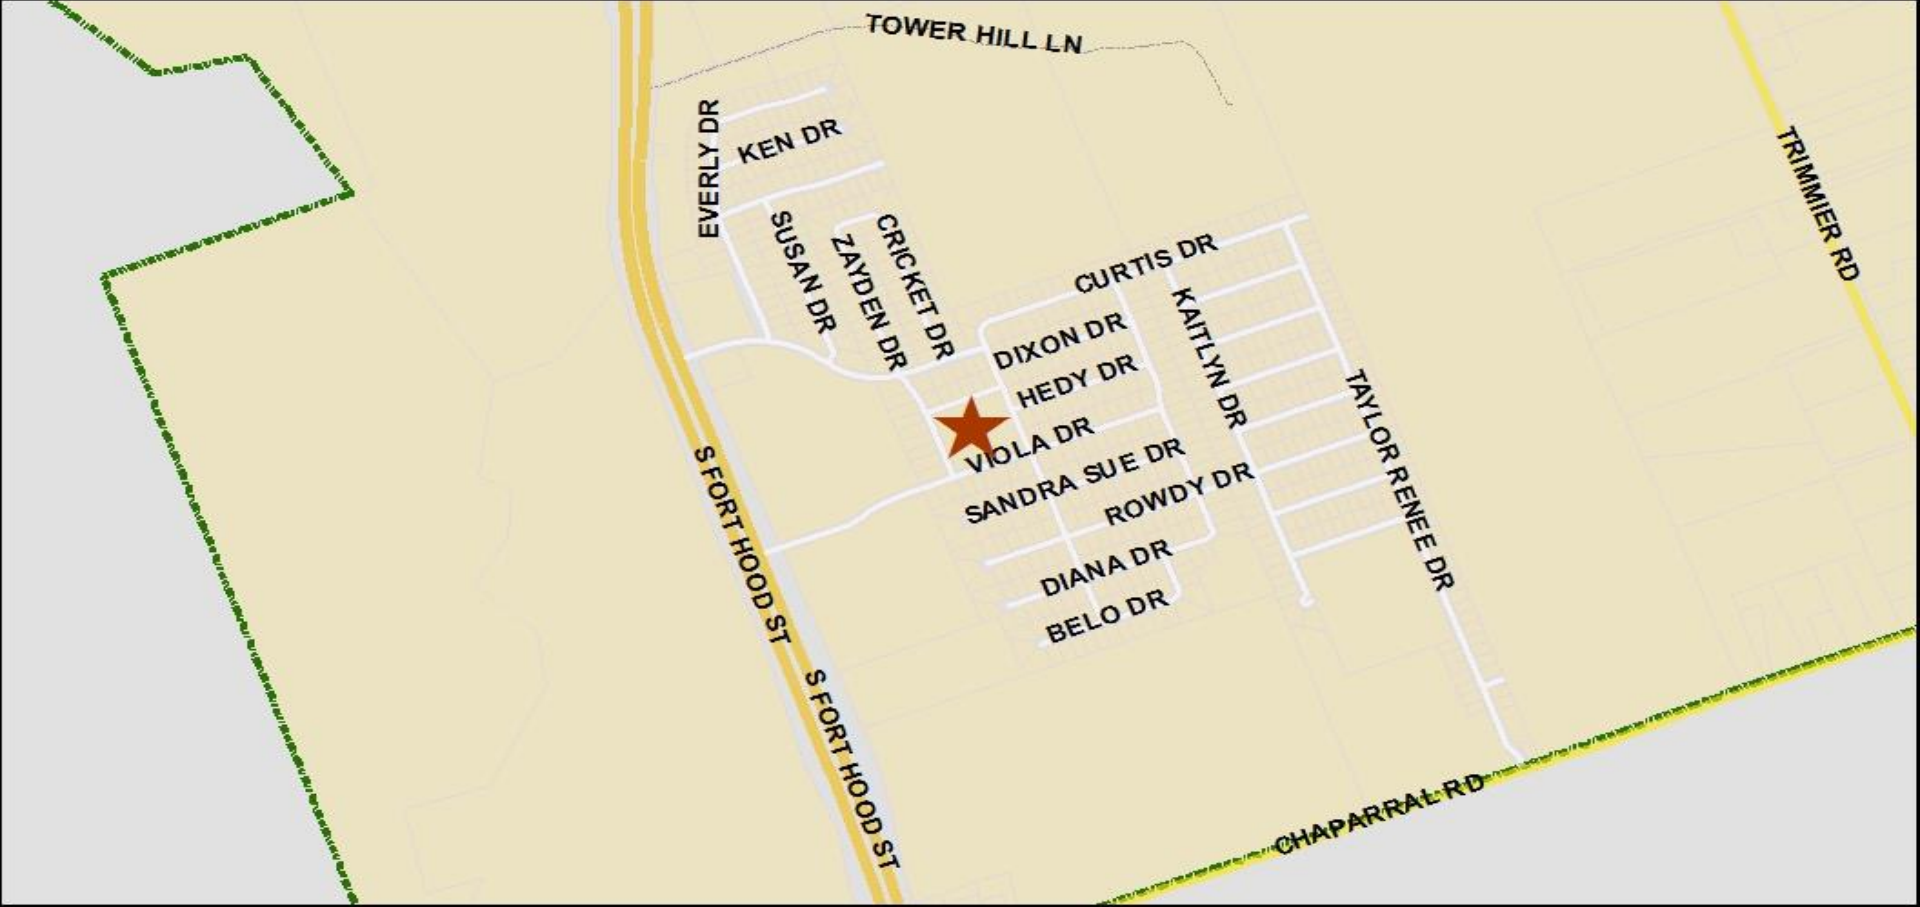 TOWER HILL LN
EVERLY DR
KEN DR
TRIMMIER RD
SUSAN DR
ZAYDEN DR
CRICKET DR
CURTIS DR
DIXON DR
KAITLYN DR
HEDY DR
TAYLOR RENEE DR
VIOLA DR
SANDRA SUE DR
S FORT HOOD ST
ROWDY DR
DIANA DR
BELO DR
S FORT HOOD ST
CHAPARRAL RD